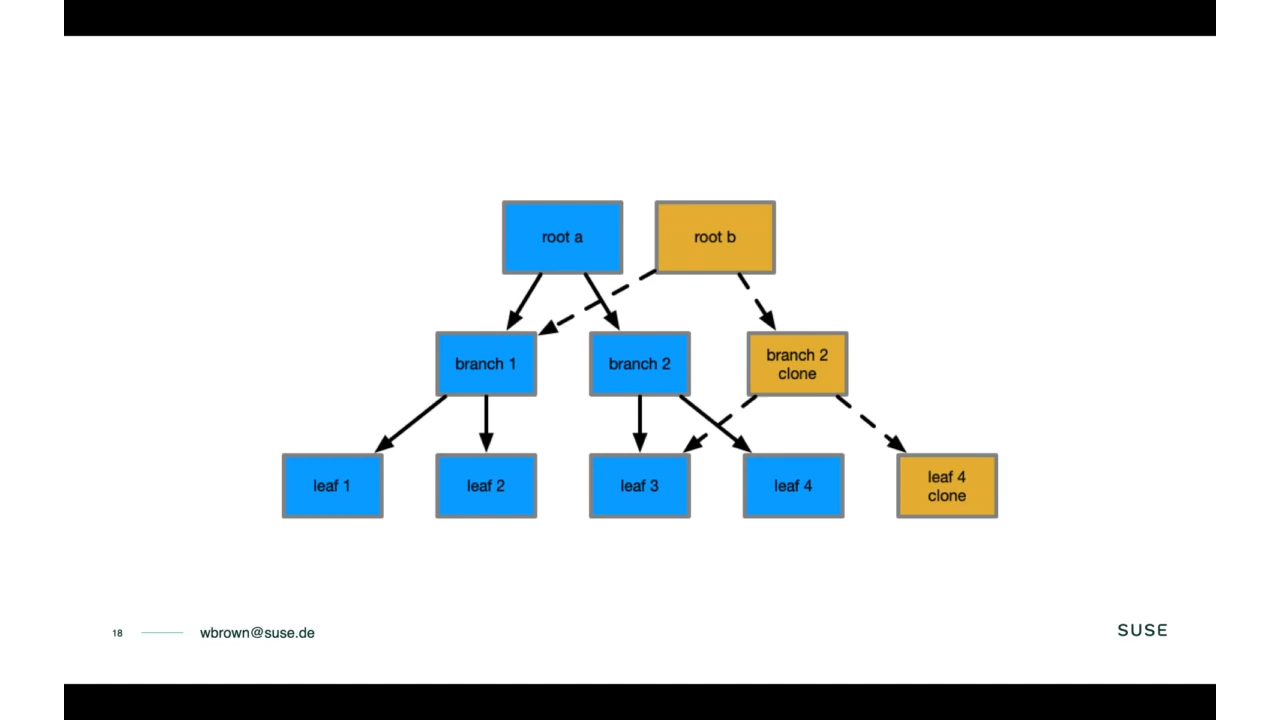 root a
root b
branch 1
branch 2
branch 2
clone
leaf 1
leaf 2
leaf 3
leaf 4
leaf 4
clone
18
wbrown@suse.de
SUSE